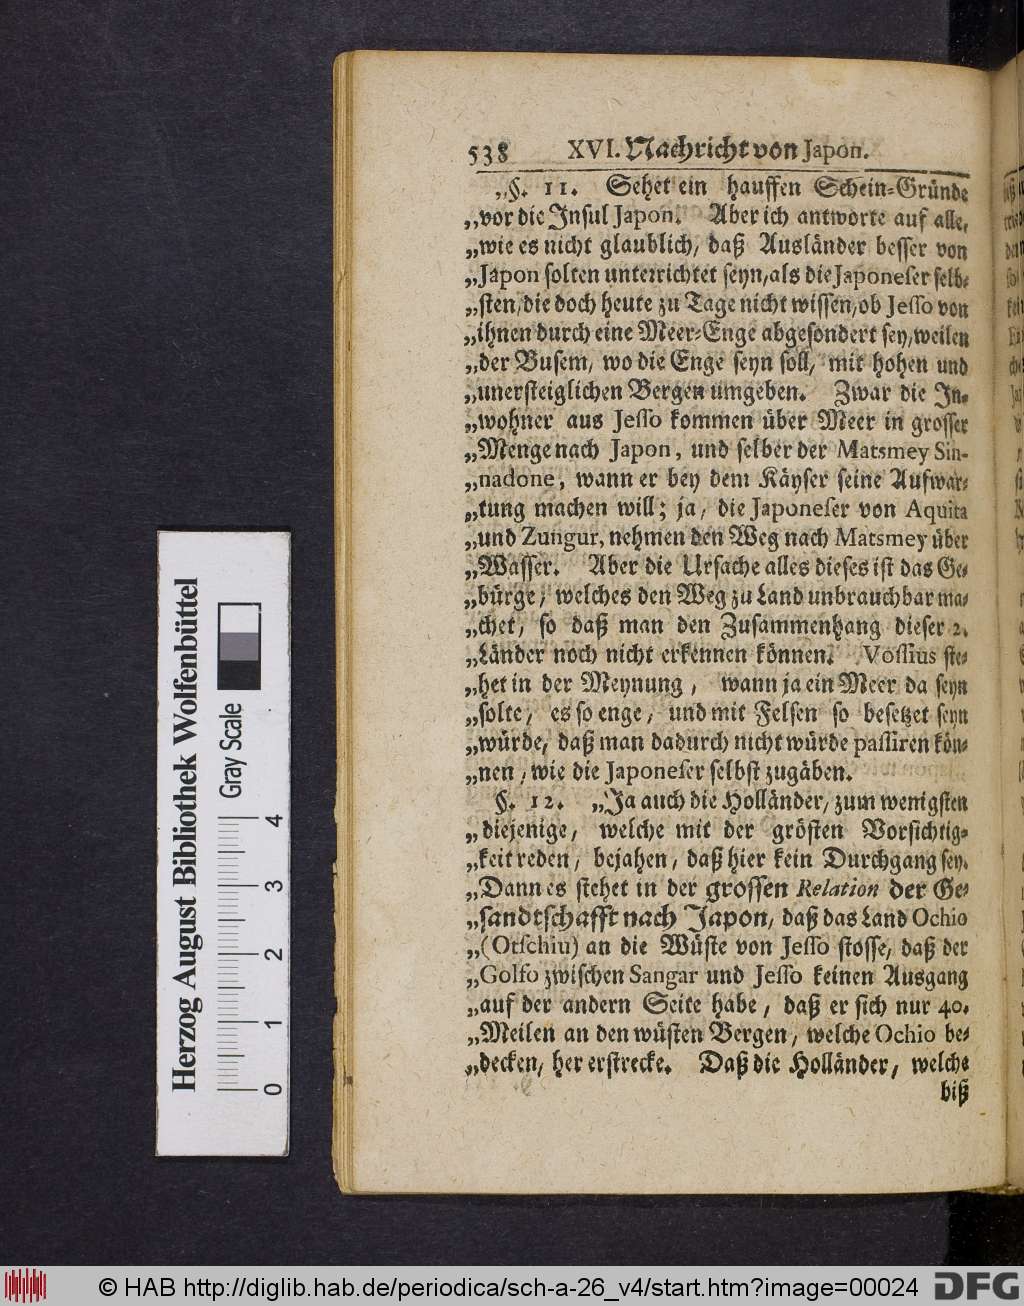 538 XVI. Nachricht von Japon.
„§. 11. Sehet ein hauffen Schein-Gründe
„vor die Insul Japon. Aber ich antworte auf alle,
„wie es nicht glaublich, daß Ausländer besser von
„Japon solten unterrichtet seyn, als die Japoneser selb-
„sten, die doch heute zu Tage nicht wissen, ob Jesso von
„ihnen durch eine Meer-Enge abgesondert sey, weilen
„der Busem, wo die Enge seyn soll, mit hohen und
„unersteiglichen Bergen umgeben. Zwar die In-
„wohner aus Jesso kommen über Meer in grosser
„Menge nach Japon, und selber der Matsmey Sin-
„nadone, wann er bey dem Käyser seine Aufwar-
„tung machen will; ja, die Japoneser von Aquita
„und Zungur, nehmen den Weg nach Matsmey über
„Wasser. Aber die Ursache alles dieses ist das Ge-
„bürge, welches den Weg zu Land unbrauchbar ma-
„chet, so daß man den Zusammenhang dieser 2.
„Länder noch nicht erkennen können. Vossius ste-
„het in der Meynung, wann ja ein Meer da seyn
„solte, es so enge, und mit Felsen so besetzet seyn
„würde, daß man dadurch nicht würde passiren kön-
„nen, wie die Japoneser selbst zugäben.
§. 12. „Ja auch die Holländer, zum wenigsten
„diejenige, welche mit der grösten Vorsichtig-
„keit reden, bejahen, daß hier kein Durchgang sey.
„Dann es stehet in der grossen Relation der Ge-
„sandtschafft nach Japon, daß das Land Ochio
„(Otschiu) an die Wüste von Jesso stosse, daß der
„Golfo zwischen Sangar und Jesso keinen Ausgang
„auf der andern Seite habe, daß er sich nur 40.
„Meilen an den wüsten Bergen, welche Ochio be-
„decken, her erstrecke. Daß die Holländer, welche
biß
Herzog August Bibliothek Wolfenbüttel
Gray Scale
0 1 2 3 4
© HAB http://diglib.hab.de/periodica/sch-a-26_v4/start.htm?image=00024
DFG